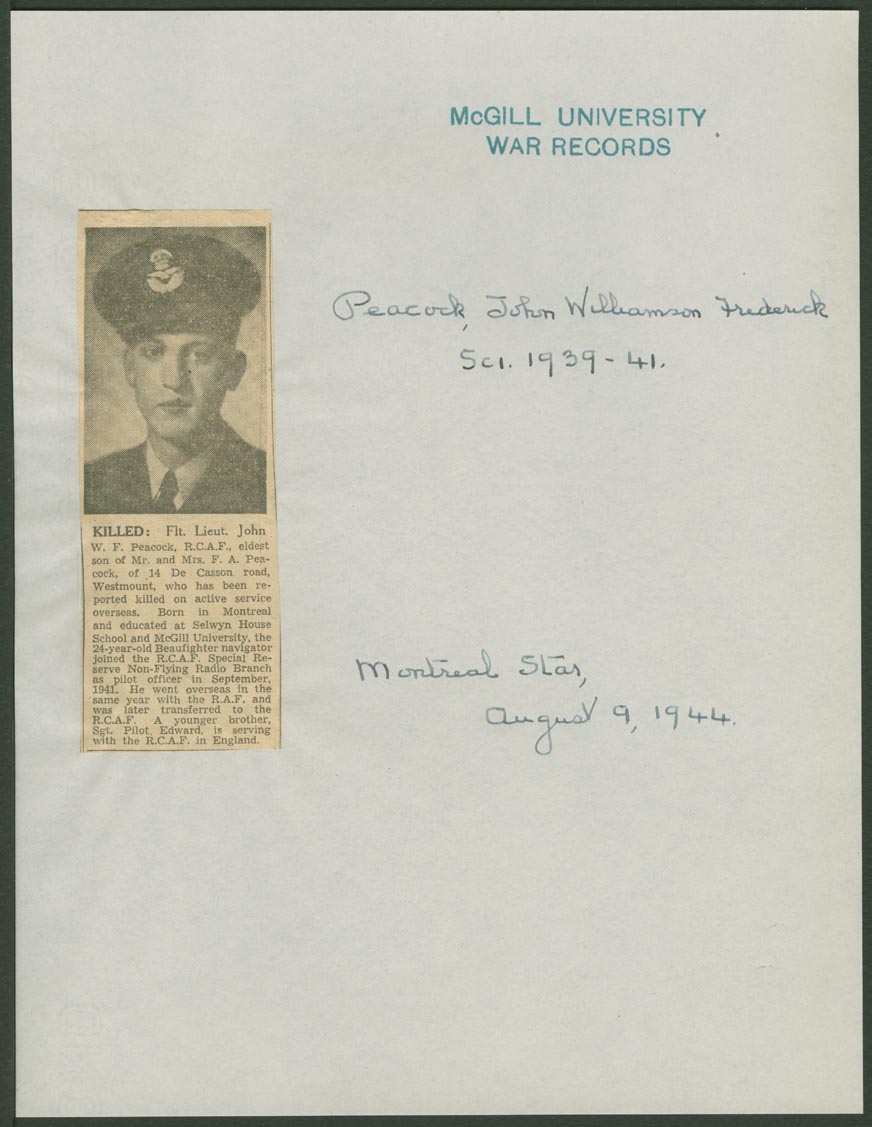 McGILL UNIVERSITY
WAR RECORDS
Peacock, John Williamson Frederick
Sci. 1939-41.
KILLED: Flt. Lieut. John
W. F. Peacock, R.C.A.F., eldest
son of Mr. and Mrs. F. A. Pea-
cock, of 14 De Casson road,
Westmount, who has been re-
ported killed on active service
overseas. Born in Montreal
and educated at Selwyn House
School and McGill University, the
24-year-old Beaufighter navigator
joined the R.C.A.F. Special Re-
serve Non-Flying Radio Branch
as pilot officer in September,
1941. He went overseas in the
same year with the R.A.F. and
was later transferred to the
R.C.A.F. A younger brother,
Sgt. Pilot Edward, is serving
with the R.C.A.F. in England.
Montreal Star,
August 9, 1944.